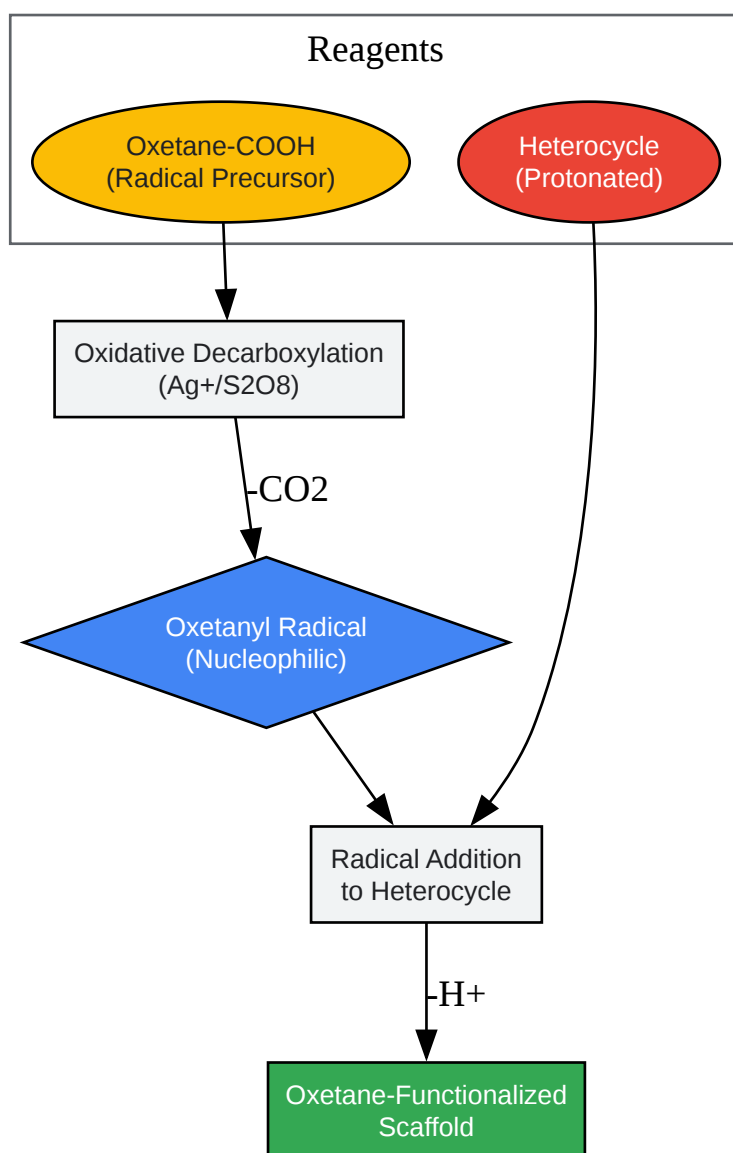 Reagents
Oxetane-COOH
(Radical Precursor)
Heterocycle
(Protonated)
Oxidative Decarboxylation
(Ag+/S2O8)
-CO2
Oxetanyl Radical
(Nucleophilic)
Radical Addition
to Heterocycle
-H+
Oxetane-Functionalized
Scaffold